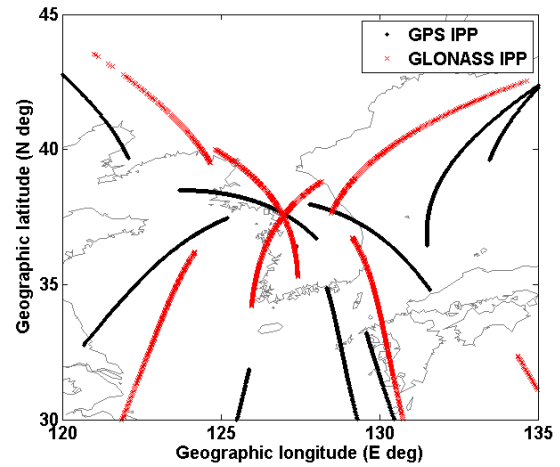 45
GPS IPP
GLONASS IPP
40
35
30
120
125
130
135
Geographic latitude (N deg)
Geographic longitude (E deg)